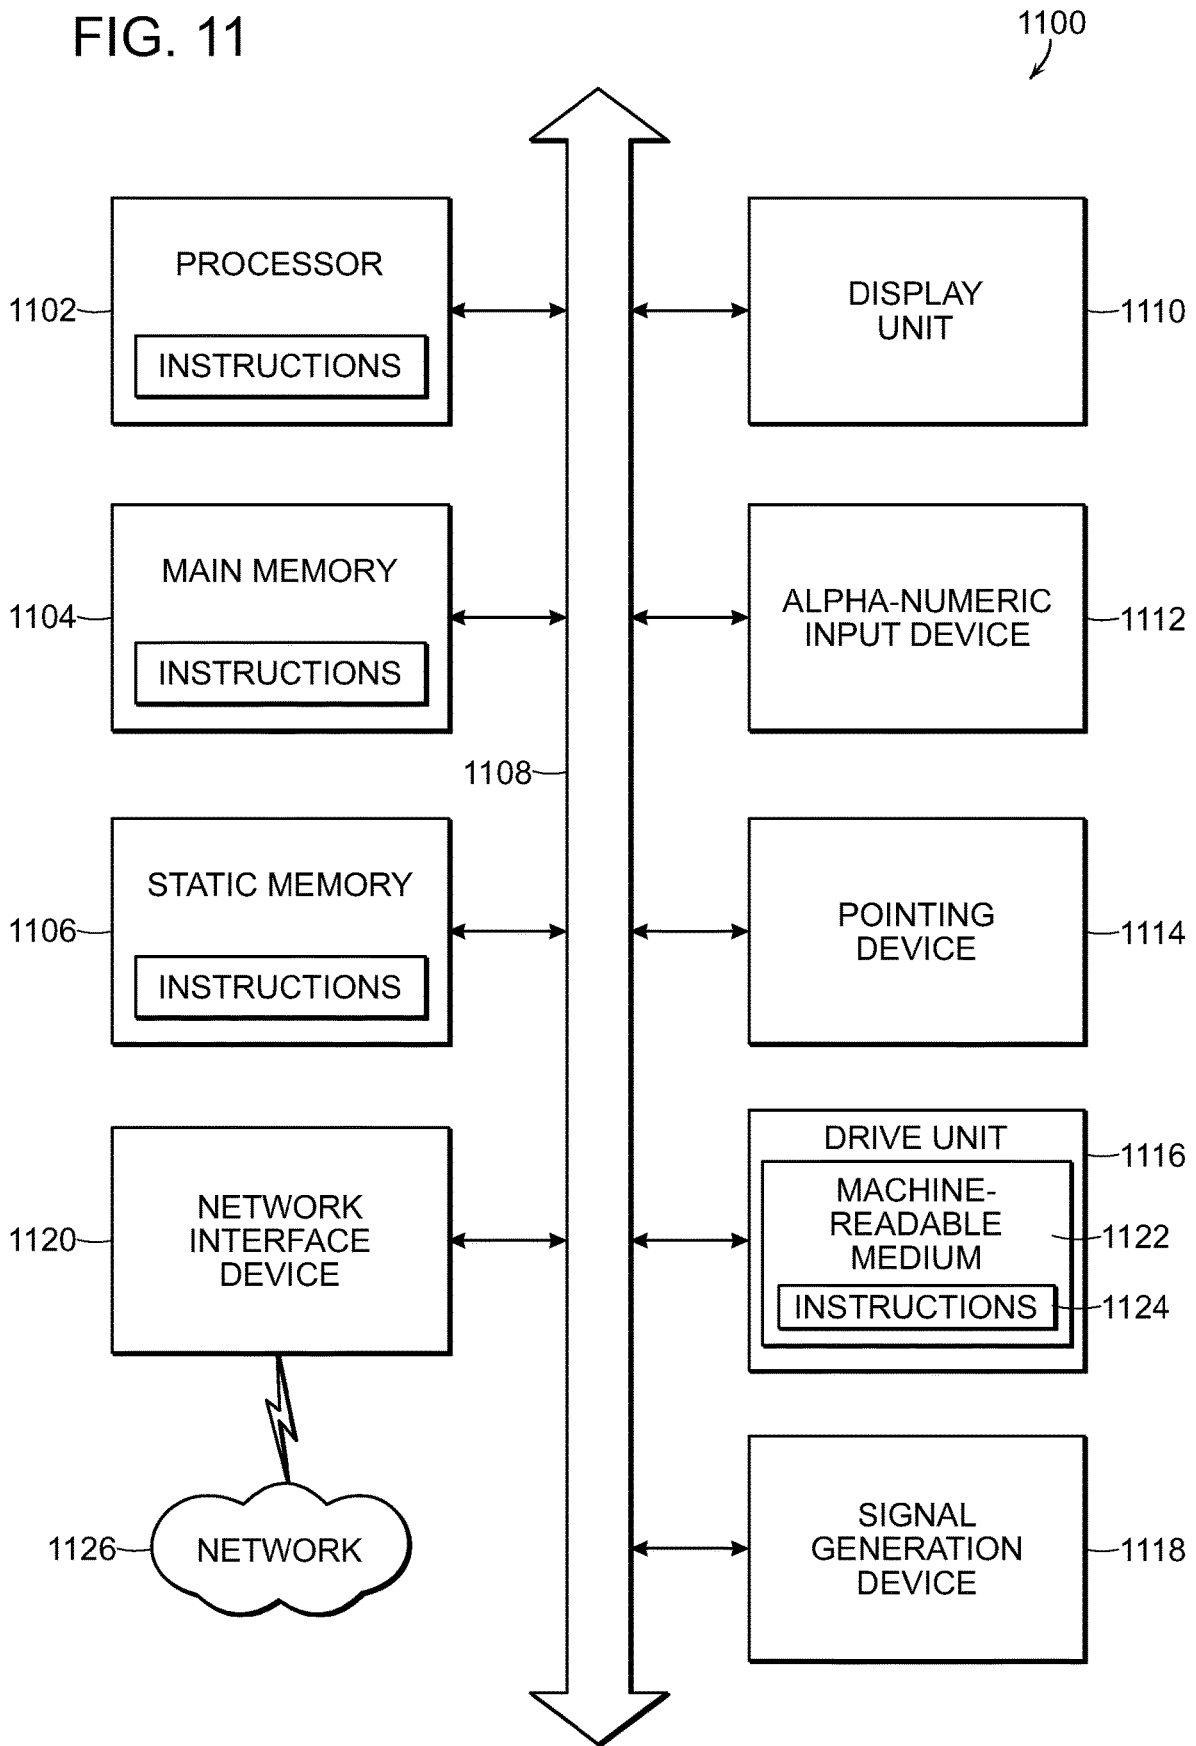 FIG. 11
1100
PROCESSOR
1102
INSTRUCTIONS
DISPLAY
UNIT
1110
MAIN MEMORY
1104
INSTRUCTIONS
ALPHA-NUMERIC
INPUT DEVICE
1112
1108
STATIC MEMORY
1106
INSTRUCTIONS
POINTING
DEVICE
1114
NETWORK
INTERFACE
DEVICE
1120
DRIVE UNIT
1116
MACHINE-
READABLE
MEDIUM
1122
INSTRUCTIONS
1124
NETWORK
1126
SIGNAL
GENERATION
DEVICE
1118